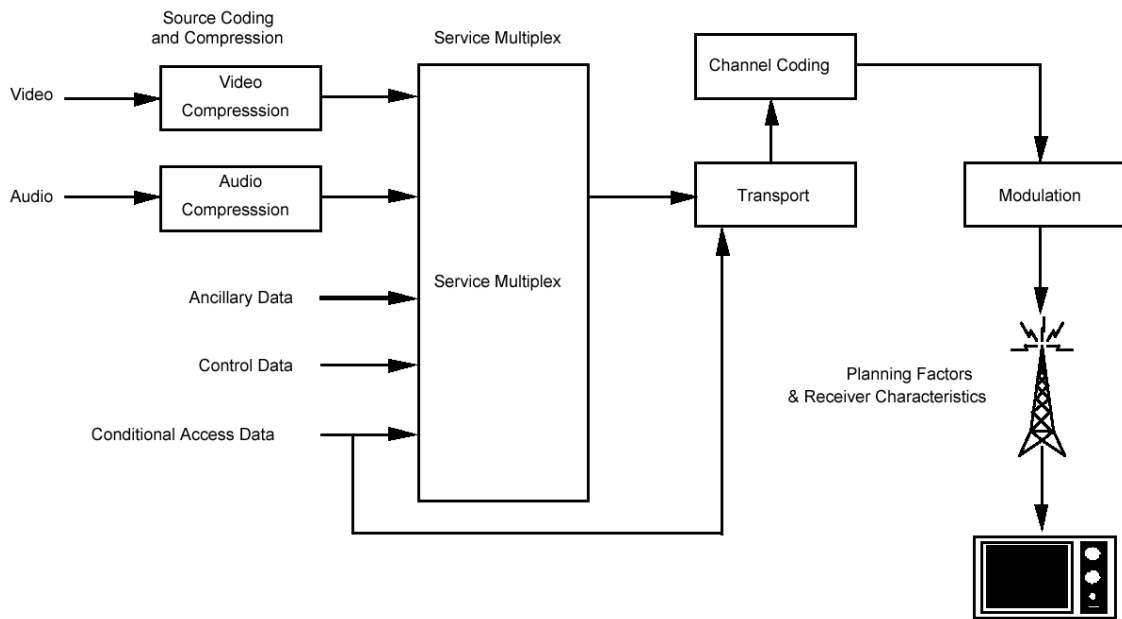 Source Coding
and Compression
Service Multiplex
Video
Video
Compresssion
Channel Coding
Audio
Audio
Compresssion
Transport
Modulation
Service Multiplex
Ancillary Data
Control Data
Planning Factors
& Receiver Characteristics
Conditional Access Data